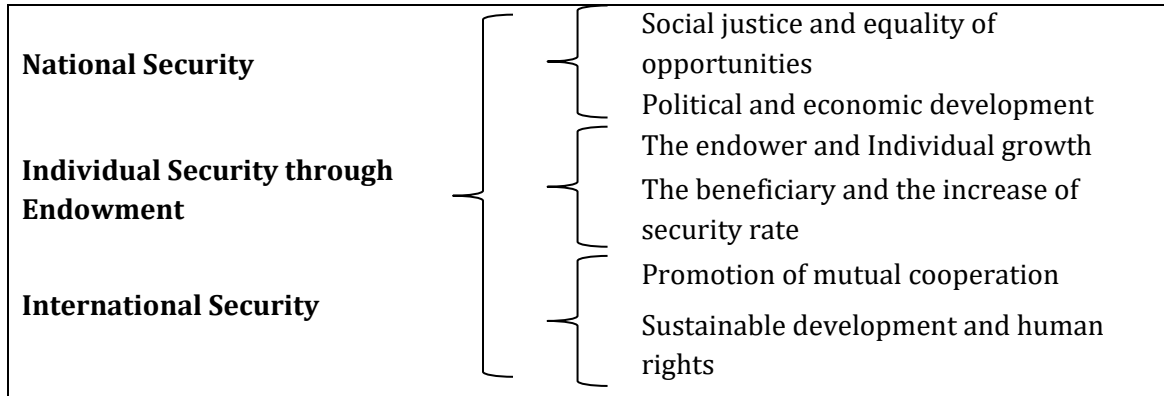 National Security
Social justice and equality of
opportunities
Political and economic development
Individual Security through
Endowment
The endower and Individual growth
The beneficiary and the increase of
security rate
International Security
Promotion of mutual cooperation
Sustainable development and human
rights